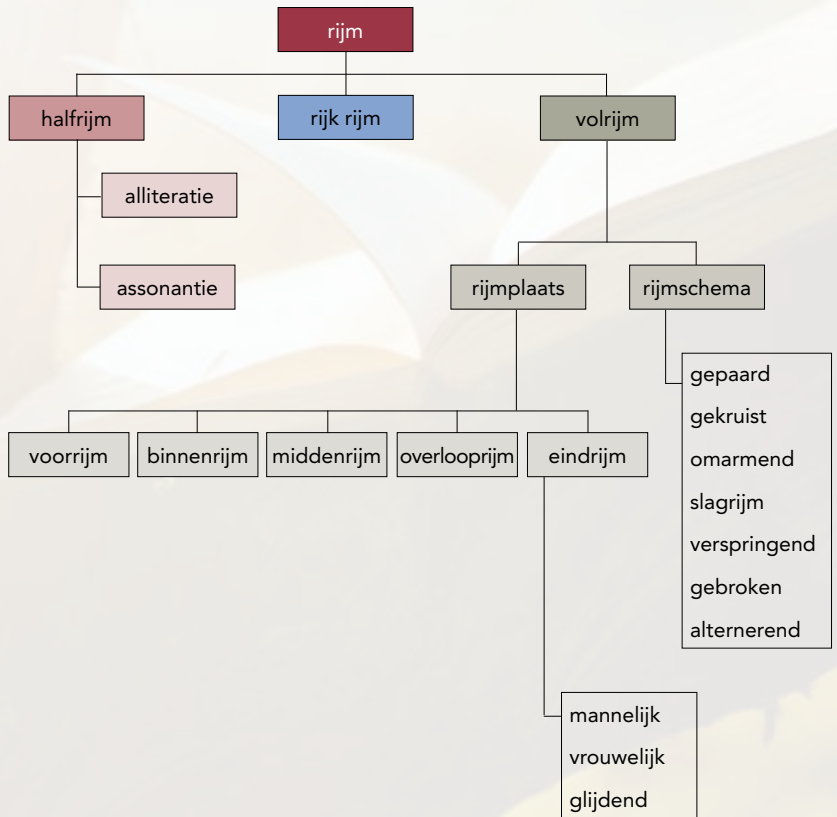 rijm
halfrijm
rijk rijm
volrijm
alliteratie
assonantie
rijmplaats
rijmschema
gepaard
gekruist
omarmend
slagrijm
verspringend
gebroken
alternerend
voorrijm
binnenrijm
middenrijm
overlooprijm
eindrijm
mannelijk
vrouwelijk
glijdend